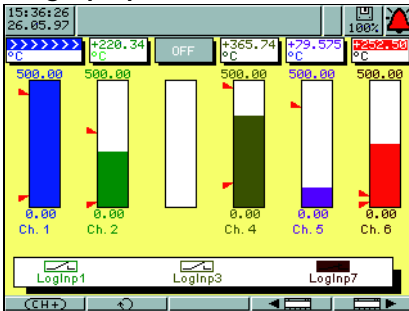 15:36:26
26.05.97
100%
>>>>>>> +220.34 OFF +365.74 +79.575 +252.50
°C °C °C °C °C
500.00 500.00 500.00 500.00 500.00
0.00 0.00 0.00 0.00 0.00
Ch. 1 Ch. 2 Ch. 4 Ch. 5 Ch. 6
LogInp1 LogInp3 LogInp7
(CH+)